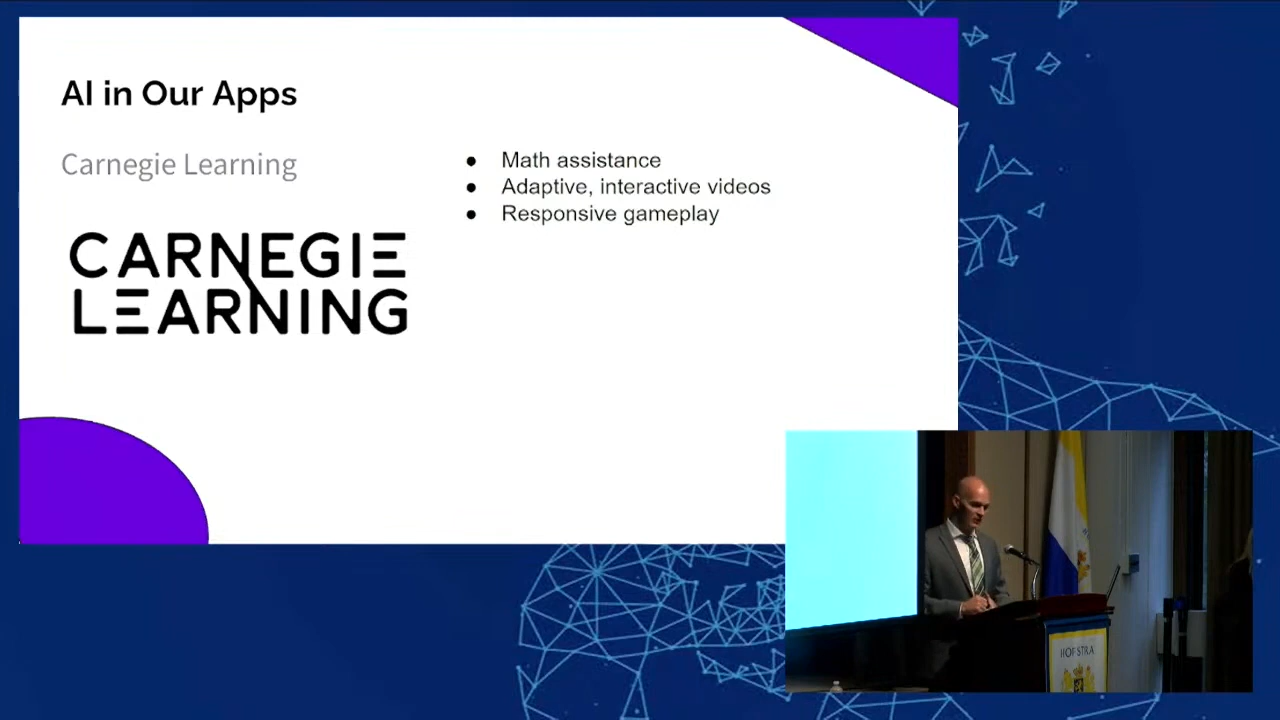 AI in Our Apps
Carnegie Learning
CARNEGIE
LEARNING
● Math assistance
● Adaptive, interactive videos
● Responsive gameplay
HOFSTRA